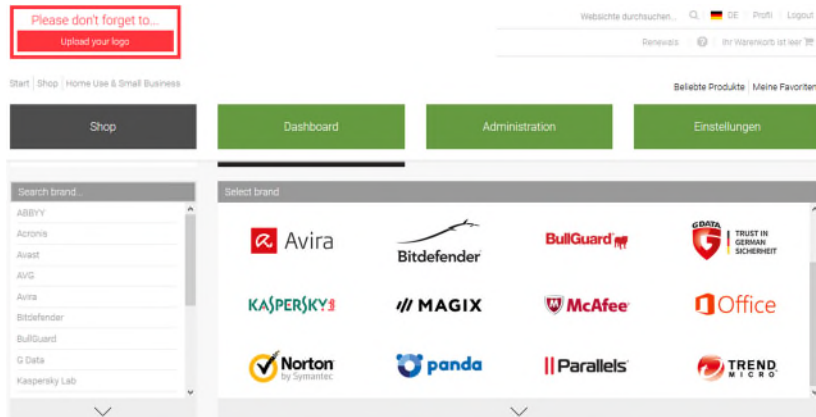 Please don't forget to...
Upload your logo
Websichte durchsuchen...
DE | Profil | Logout
Renewals
Ihr Warenkorb ist leer
Start | Shop | Home Use & Small Business
Beliebte Produkte | Meine Favoriten
Shop
Dashboard
Administration
Einstellungen
Search brand...
ABBYY
Acronis
Avast
AVG
Avira
Bitdefender
BullGuard
G Data
Kaspersky Lab
Select brand
Avira
Bitdefender
BullGuard
GDATA
TRUST IN
GERMAN
SICHERHEIT
KASPERSKY
MAGIX
McAfee
Office
Norton
by Symantec
panda
Parallels
TREND
MICRO